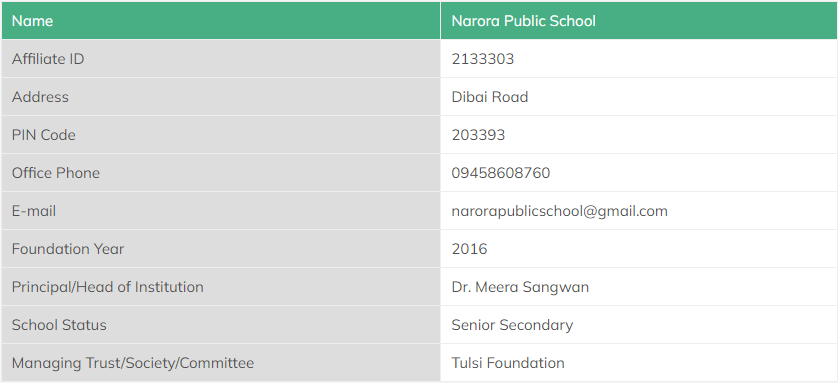 Name Narora Public School
Affiliate ID 2133303
Address Dibai Road
PIN Code 203393
Office Phone 09458608760
E-mail narorapublicschool@gmail.com
Foundation Year 2016
Principal/Head of Institution Dr. Meera Sangwan
School Status Senior Secondary
Managing Trust/Society/Committee Tulsi Foundation